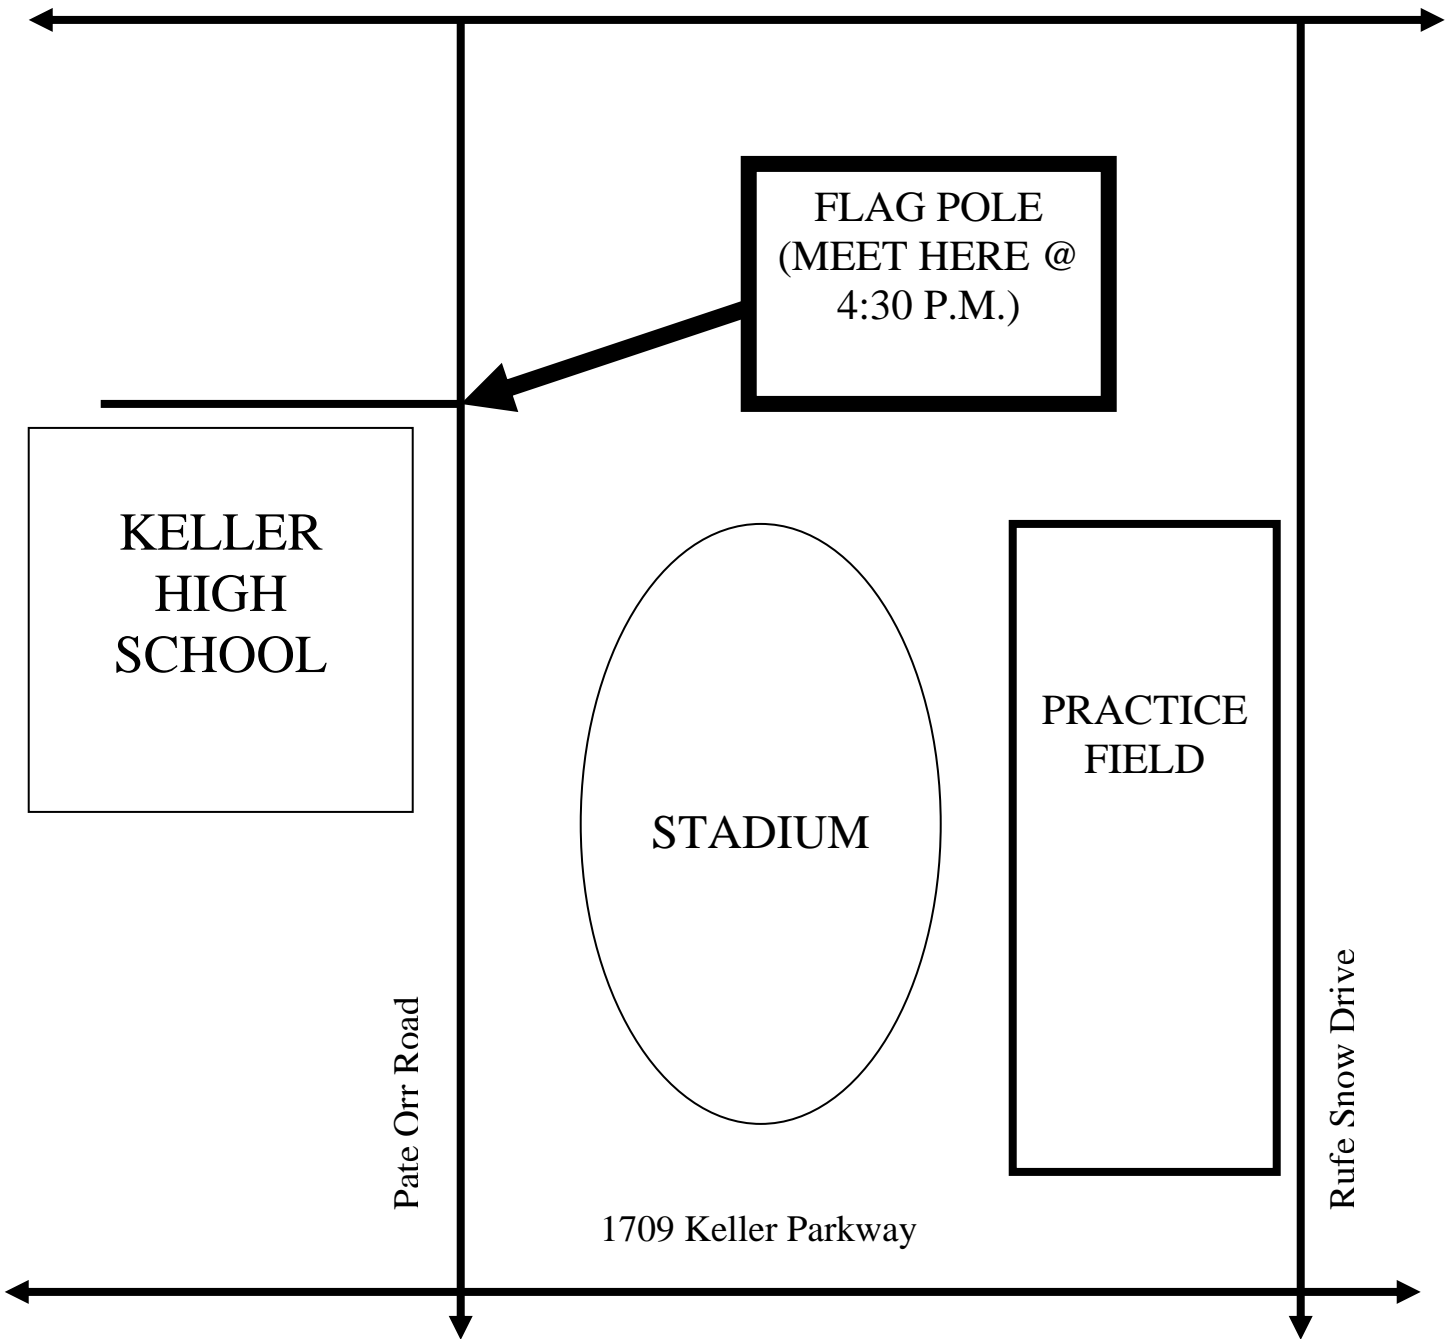 FLAG POLE
(MEET HERE @
4:30 P.M.)
KELLER
HIGH
SCHOOL
PRACTICE
FIELD
STADIUM
Pate Orr Road
Rufe Snow Drive
1709 Keller Parkway